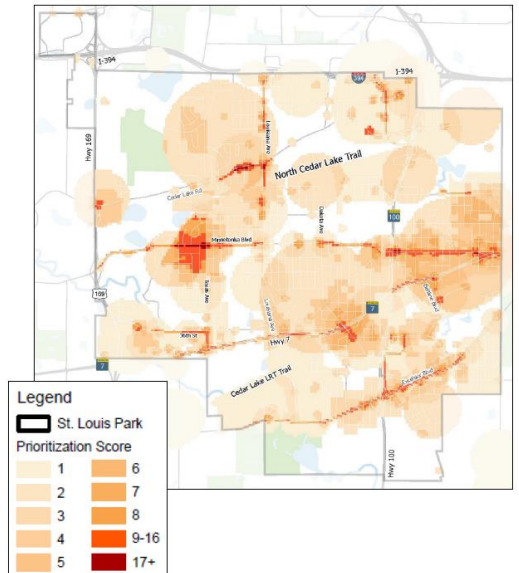 I-394
394
I-394
Hwy 169
Louisiana Ave
North Cedar Lake Trail
Cedar Lake Rd
Dakota Ave
100
Minnetonka Blvd
169
Louisiana Ave
7
36th St
Hwy 7
7
Cedar Lake LRT Trail
Excelsior Blvd
Hwy 100
Legend
St. Louis Park
Prioritization Score
1 6
2 7
3 8
4 9-16
5 17+